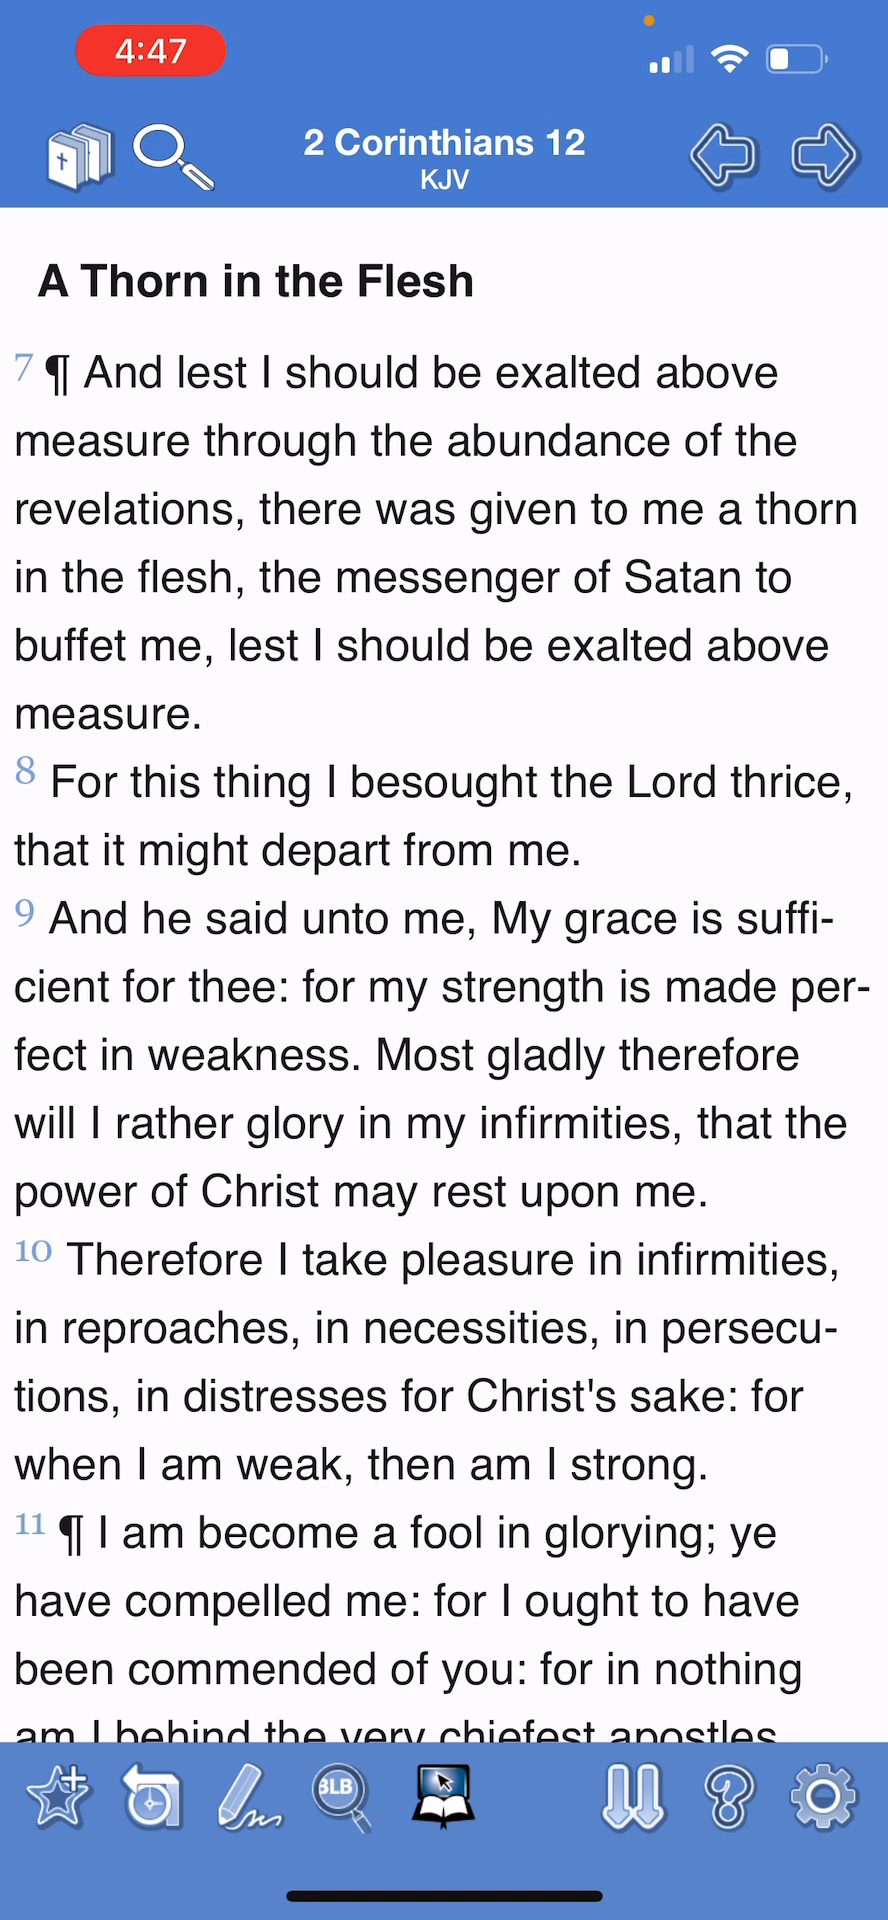 4:47
2 Corinthians 12
KJV
A Thorn in the Flesh
7 ¶ And lest I should be exalted above
measure through the abundance of the
revelations, there was given to me a thorn
in the flesh, the messenger of Satan to
buffet me, lest I should be exalted above
measure.
8 For this thing I besought the Lord thrice,
that it might depart from me.
9 And he said unto me, My grace is suffi-
cient for thee: for my strength is made per-
fect in weakness. Most gladly therefore
will I rather glory in my infirmities, that the
power of Christ may rest upon me.
10 Therefore I take pleasure in infirmities,
in reproaches, in necessities, in persecu-
tions, in distresses for Christ's sake: for
when I am weak, then am I strong.
11 ¶ I am become a fool in glorying; ye
have compelled me: for I ought to have
been commended of you: for in nothing
am I behind the very chiefest apostles
BLB